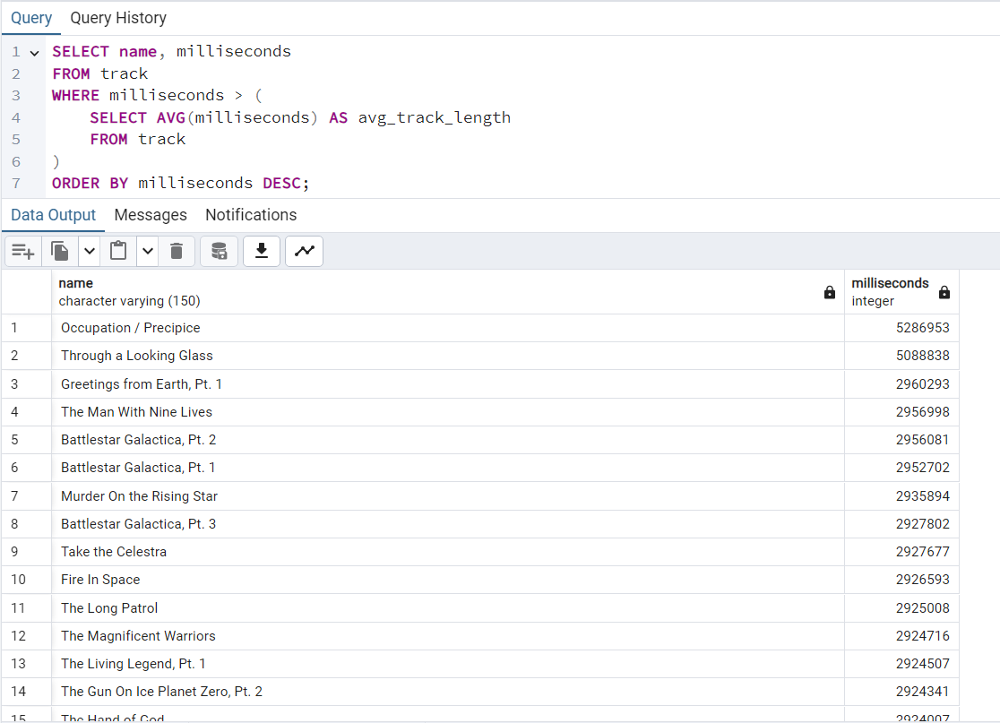 Query Query History
1 SELECT name, milliseconds
2 FROM track
3 WHERE milliseconds > (
4 SELECT AVG(milliseconds) AS avg_track_length
5 FROM track
6 )
7 ORDER BY milliseconds DESC;
Data Output Messages Notifications
name milliseconds
character varying (150) integer
1 Occupation / Precipice 5286953
2 Through a Looking Glass 5088838
3 Greetings from Earth, Pt. 1 2960293
4 The Man With Nine Lives 2956998
5 Battlestar Galactica, Pt. 2 2956081
6 Battlestar Galactica, Pt. 1 2952702
7 Murder On the Rising Star 2935894
8 Battlestar Galactica, Pt. 3 2927802
9 Take the Celestra 2927677
10 Fire In Space 2926593
11 The Long Patrol 2925008
12 The Magnificent Warriors 2924716
13 The Living Legend, Pt. 1 2924507
14 The Gun On Ice Planet Zero, Pt. 2 2924341
15 The Hand of God 2924007